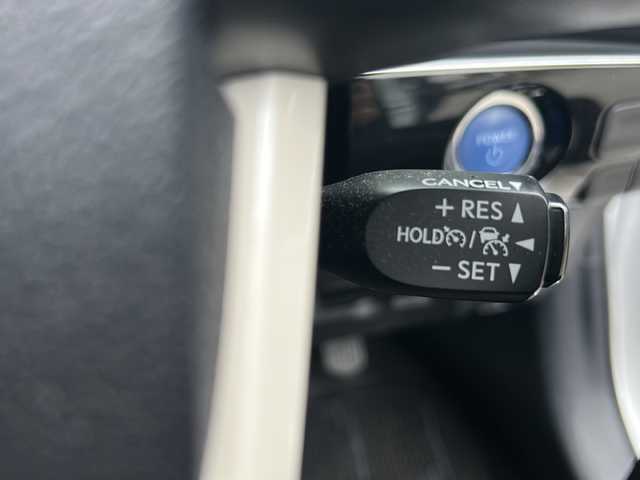 POWER
CANCEL▼
+ RES ▲
HOLD / ◀
− SET ▼